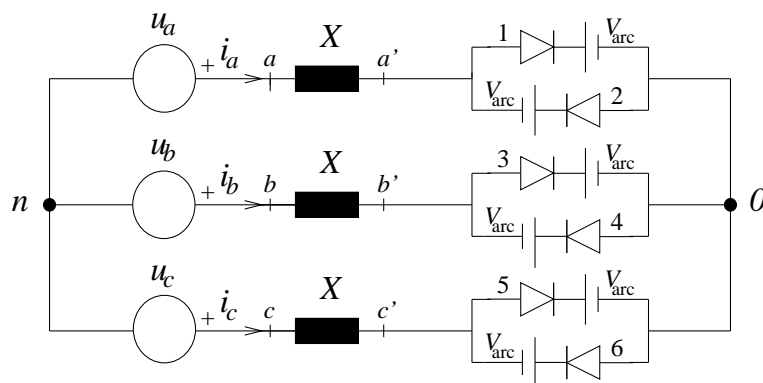 u_a
i_a a X a' 1 V_arc
V_arc 2
u_b
n i_b b X b' 3 V_arc 0
V_arc 4
u_c
i_c c X c' 5 V_arc
V_arc 6